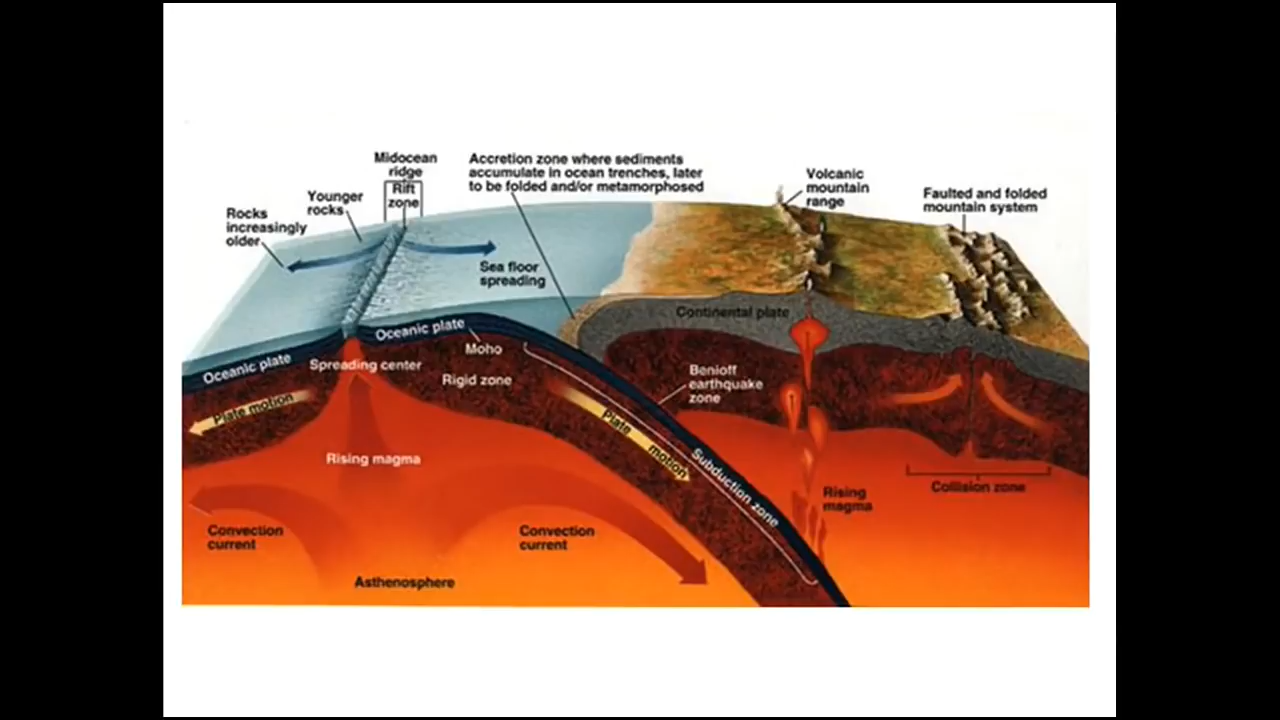 Midocean
ridge
Rift
zone
Accretion zone where sediments
accumulate in ocean trenches, later
to be folded and/or metamorphosed
Volcanic
mountain
range
Faulted and folded
mountain system
Younger
rocks
Rocks
increasingly
older
Sea floor
spreading
Continental plate
Oceanic plate
Oceanic plate
Moho
Spreading center
Rigid zone
Benioff
earthquake
zone
Plate motion
Plate motion
Subduction zone
Rising magma
Rising
magma
Collision zone
Convection
current
Convection
current
Asthenosphere